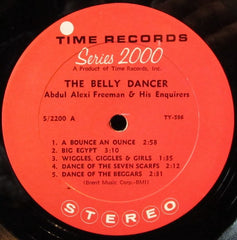 TIME RECORDS
Series 2000
A Product of Time Records, Inc.
THE BELLY DANCER
Abdul Alexi Freeman & His Enquirers
S/2200 A TY-596
1. A BOUNCE AN OUNCE 2:58
2. BIG EGYPT 3:10
3. WIGGLES, GIGGLES & GIRLS 1:35
4. DANCE OF THE SEVEN SCARFS 2:12
5. DANCE OF THE BEGGARS 2:31
(Brent Music Corp.-BMI)
STEREO